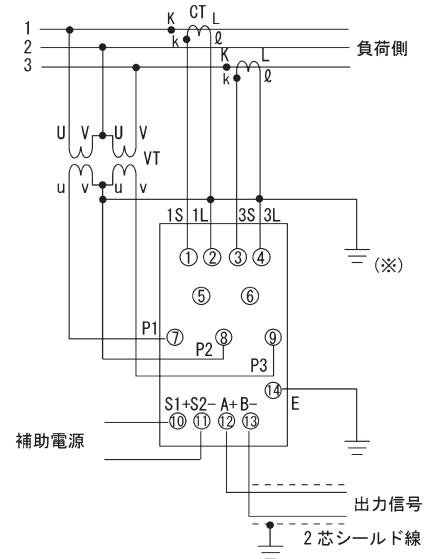 CT
K L
1
k ℓ
2
負荷側
3
K L
k ℓ
U V U V
VT
u v u v
1S 1L 3S 3L
① ② ③ ④
(※)
⑤ ⑥
P1 ⑦ ⑧ ⑨
P2
P3
⑭ E
S1+ S2- A+ B-
⑩ ⑪ ⑫ ⑬
補助電源
出力信号
2芯シールド線